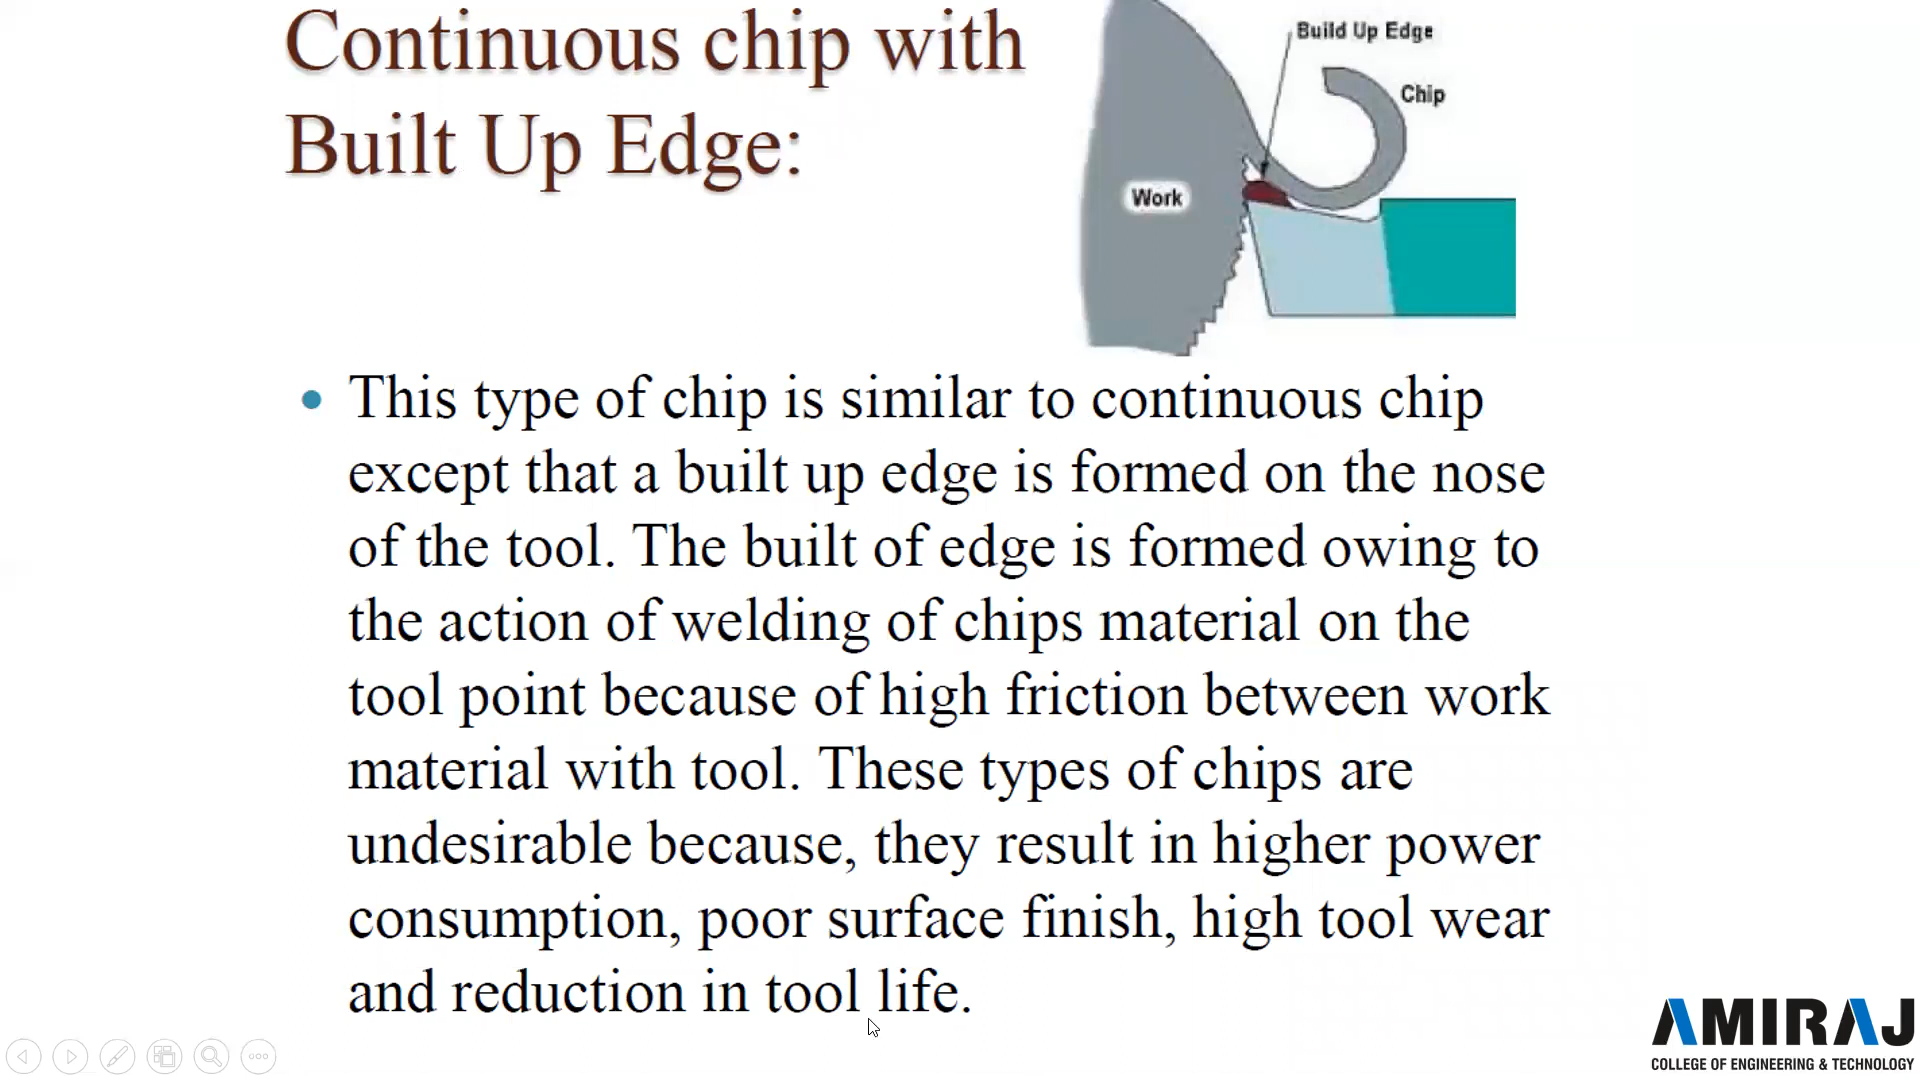 Continuous chip with
Built Up Edge:
Build Up Edge
Chip
Work
This type of chip is similar to continuous chip
except that a built up edge is formed on the nose
of the tool. The built of edge is formed owing to
the action of welding of chips material on the
tool point because of high friction between work
material with tool. These types of chips are
undesirable because, they result in higher power
consumption, poor surface finish, high tool wear
and reduction in tool life.
AMIRAJ
COLLEGE OF ENGINEERING & TECHNOLOGY